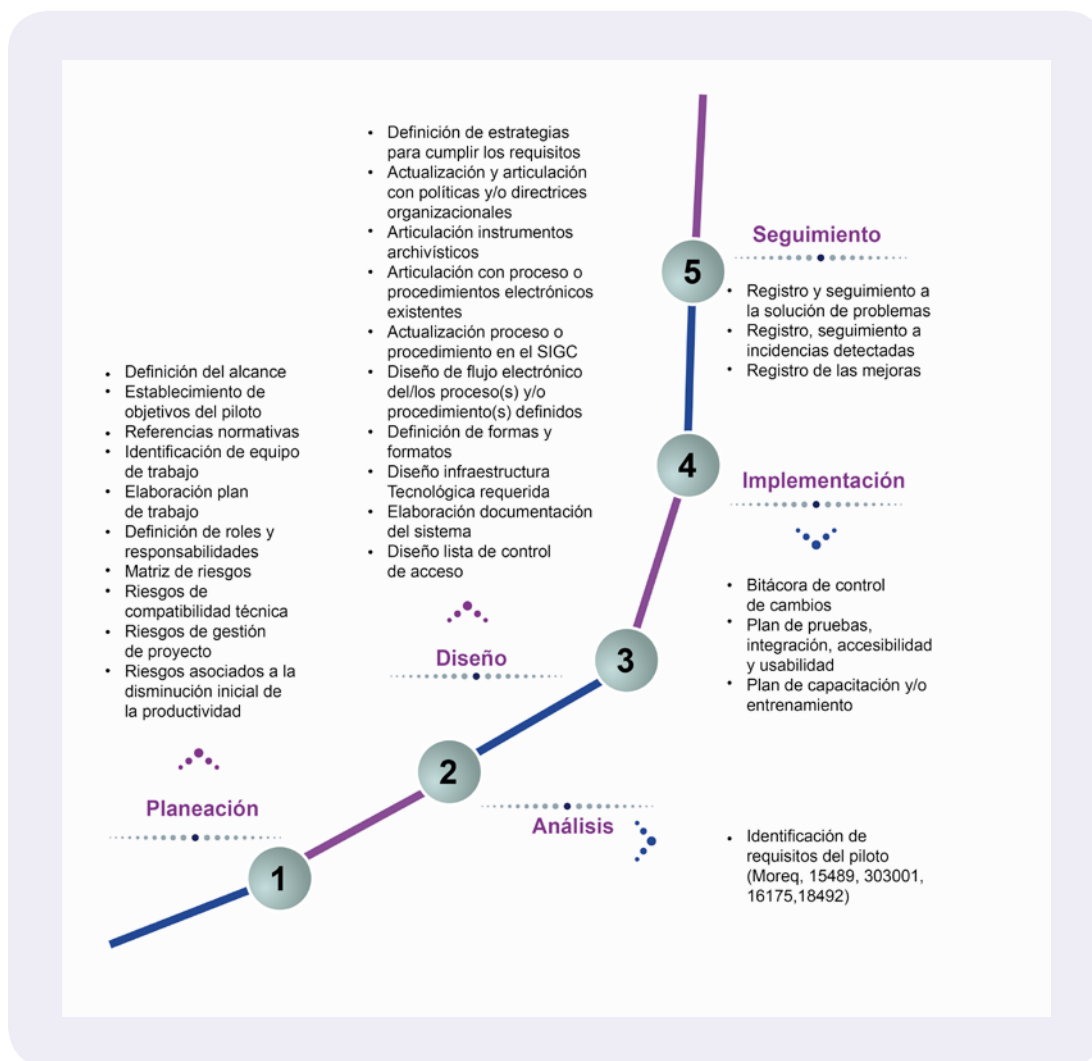 1
Planeación
• Definición del alcance
• Establecimiento de
objetivos del piloto
• Referencias normativas
• Identificación de equipo
de trabajo
• Elaboración plan
de trabajo
• Definición de roles y
responsabilidades
• Matriz de riesgos
• Riesgos de
compatibilidad técnica
• Riesgos de gestión
de proyecto
• Riesgos asociados a la
disminución inicial de
la productividad
2
Análisis
• Identificación de
requisitos del piloto
(Moreq, 15489, 303001,
16175,18492)
3
Diseño
• Definición de estrategias
para cumplir los requisitos
• Actualización y articulación
con políticas y/o directrices
organizacionales
• Articulación instrumentos
archivísticos
• Articulación con proceso o
procedimientos electrónicos
existentes
• Actualización proceso o
procedimiento en el SIGC
• Diseño de flujo electrónico
del/los proceso(s) y/o
procedimiento(s) definidos
• Definición de formas y
formatos
• Diseño infraestructura
Tecnológica requerida
• Elaboración documentación
del sistema
• Diseño lista de control
de acceso
4
Implementación
• Bitácora de control
de cambios
• Plan de pruebas,
integración, accesibilidad
y usabilidad
• Plan de capacitación y/o
entrenamiento
5
Seguimiento
• Registro y seguimiento a
la solución de problemas
• Registro, seguimiento a
incidencias detectadas
• Registro de las mejoras